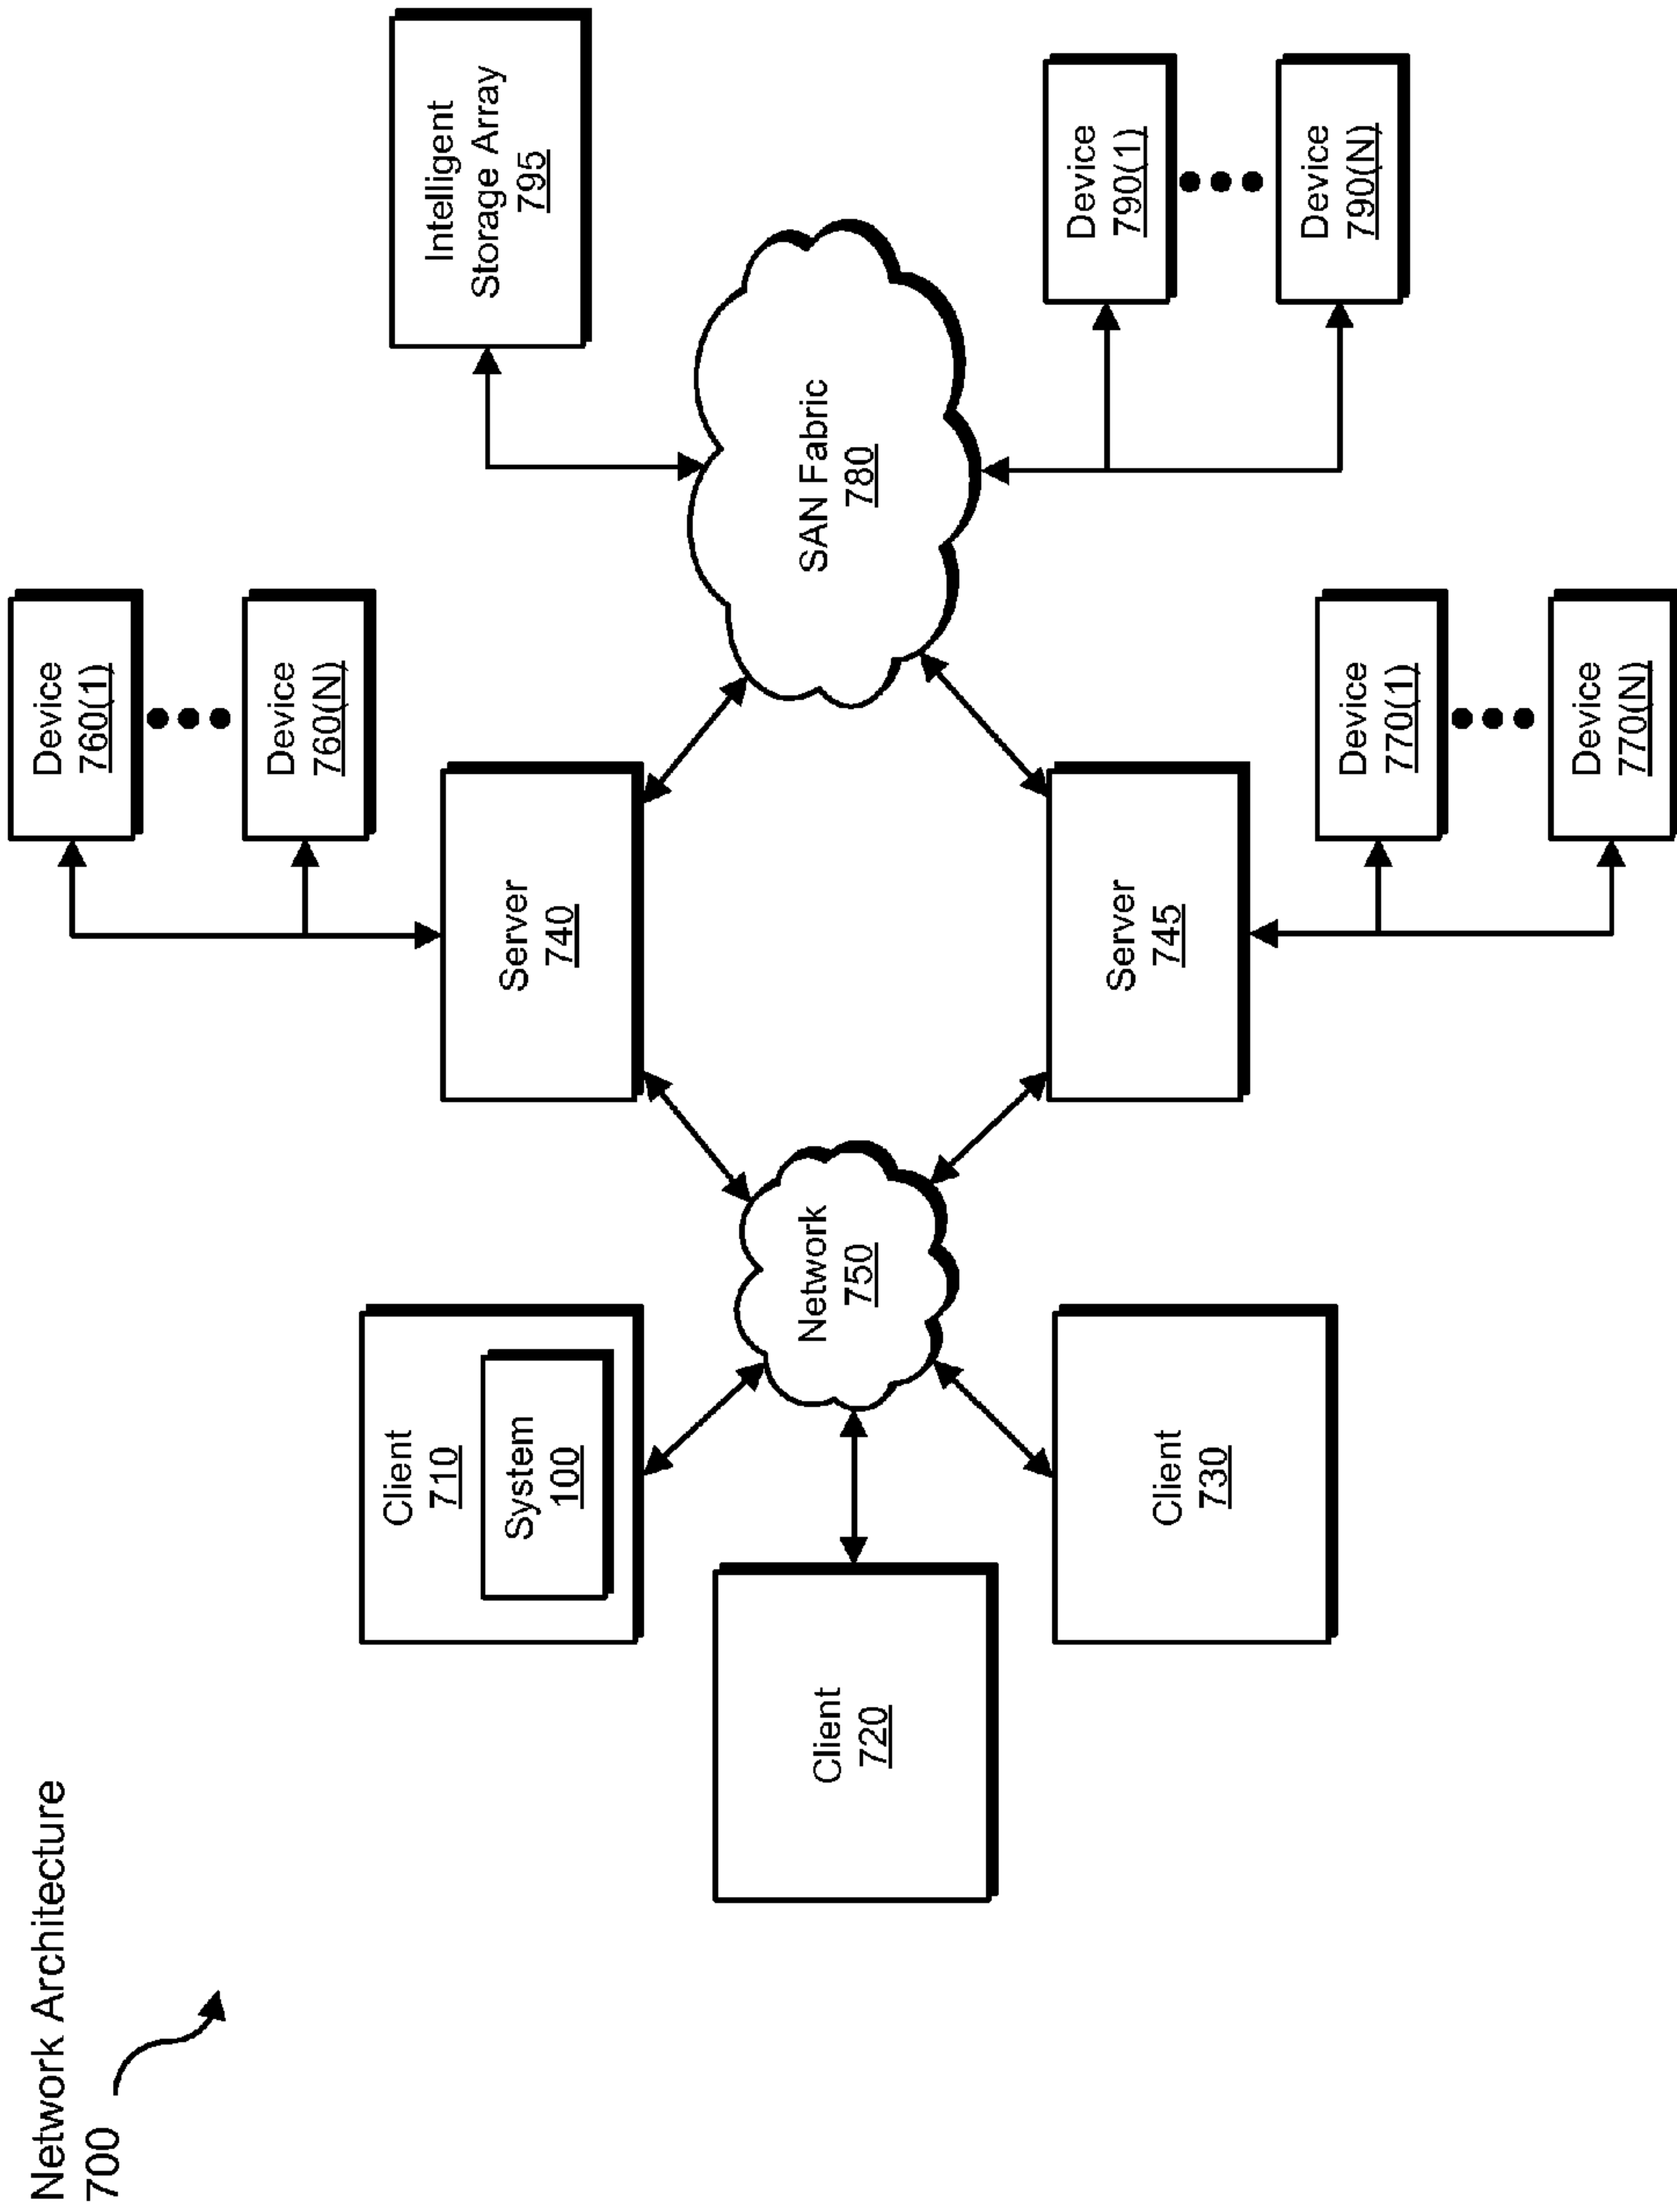 Network Architecture
700
Client
710
System
100
Client
720
Client
730
Network
750
Server
740
Server
745
Device
760(1)
Device
760(N)
Device
770(1)
Device
770(N)
SAN Fabric
780
Intelligent
Storage Array
795
Device
790(1)
Device
790(N)